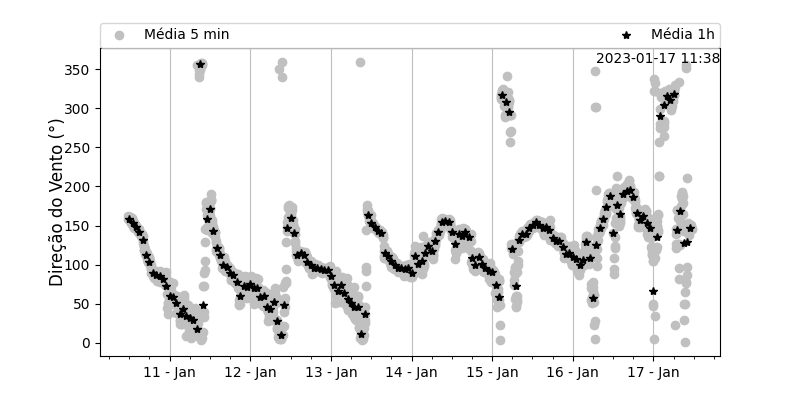 Média 5 min
Média 1h
2023-01-17 11:38
Direção do Vento (°)
350
300
250
200
150
100
50
0
11 - Jan
12 - Jan
13 - Jan
14 - Jan
15 - Jan
16 - Jan
17 - Jan